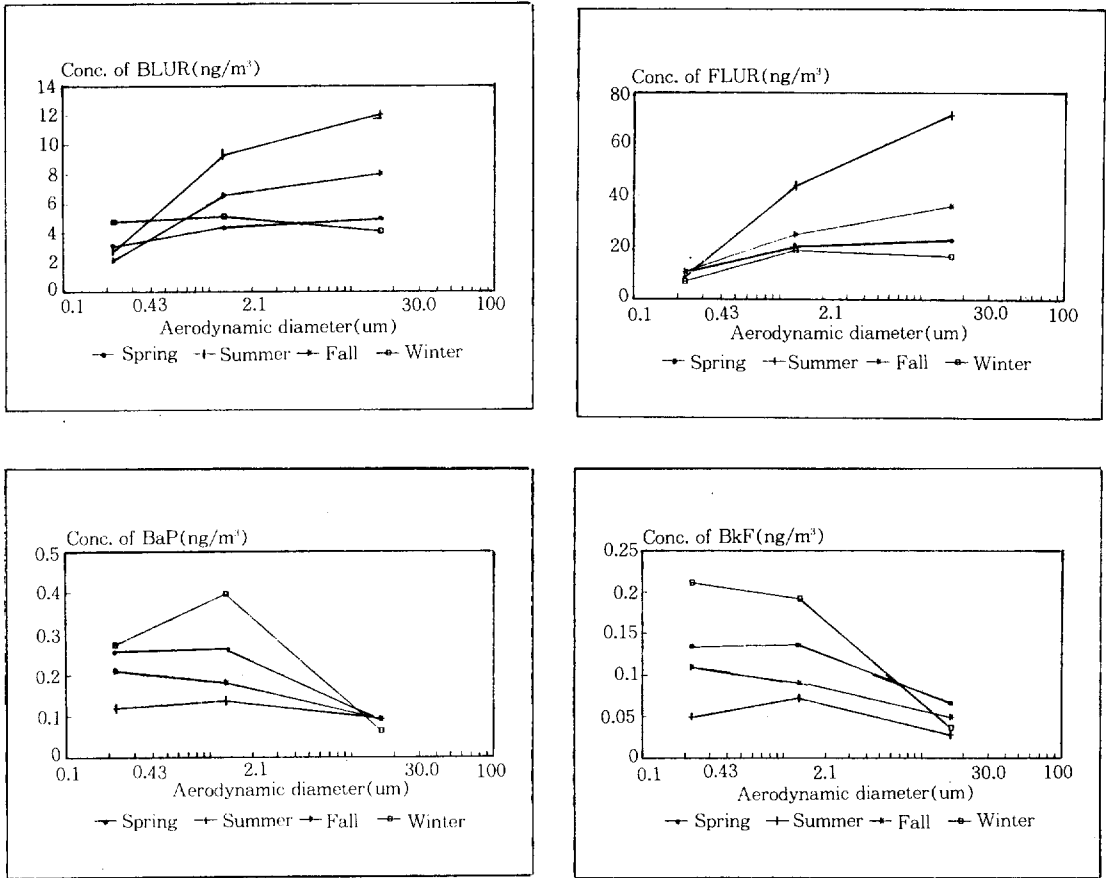 Conc. of BLUR(ng/m³)
14
12
10
8
6
4
2
0
0.1 0.43 2.1 30.0 100
Aerodynamic diameter(um)
Spring Summer Fall Winter
Conc. of FLUR(ng/m³)
80
60
40
20
0
0.1 0.43 2.1 30.0 100
Aerodynamic diameter(um)
Spring Summer Fall Winter
Conc. of BaP(ng/m³)
0.5
0.4
0.3
0.2
0.1
0
0.1 0.43 2.1 30.0 100
Aerodynamic diameter(um)
Spring Summer Fall Winter
Conc. of BkF(ng/m³)
0.25
0.2
0.15
0.1
0.05
0
0.1 0.43 2.1 30.0 100
Aerodynamic diameter(um)
Spring Summer Fall Winter